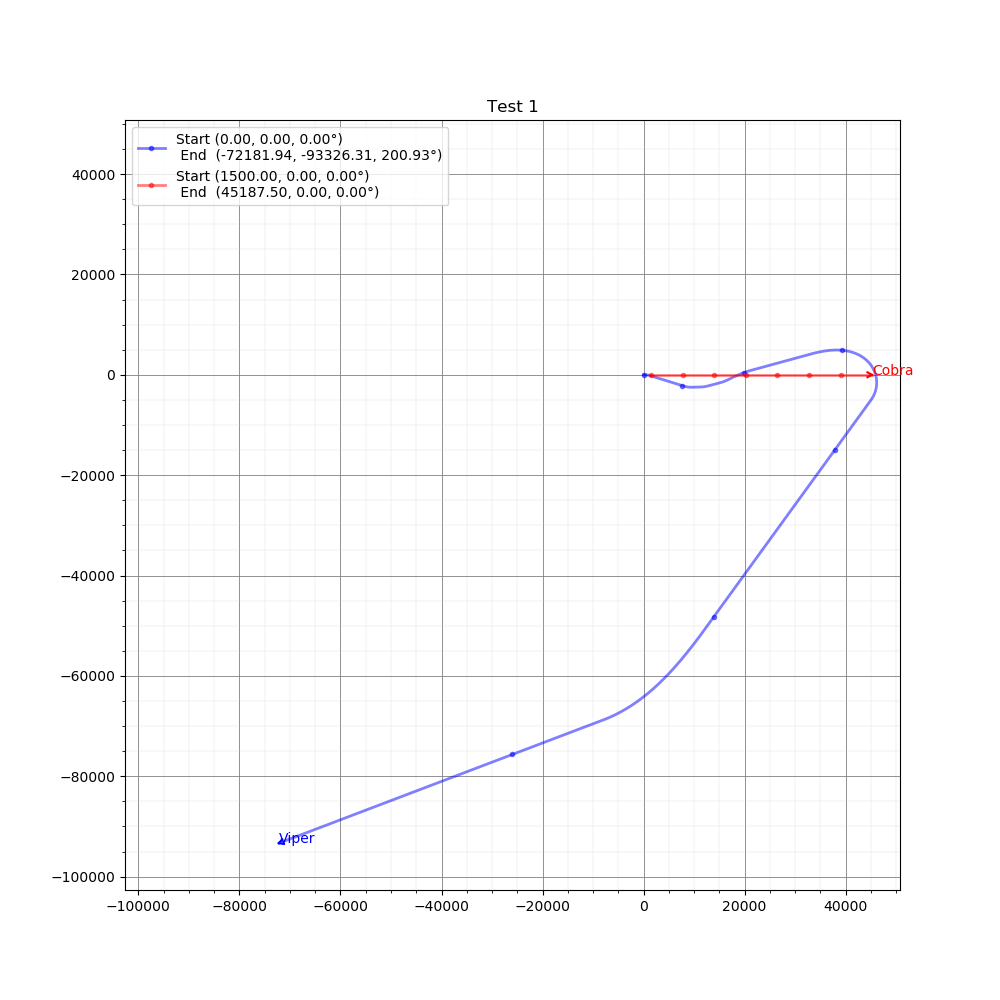 Test 1
Start (0.00, 0.00, 0.00°)
End  (-72181.94, -93326.31, 200.93°)
Start (1500.00, 0.00, 0.00°)
End  (45187.50, 0.00, 0.00°)
40000
20000
0
−20000
−40000
−60000
−80000
−100000
Cobra
Viper
−100000 −80000 −60000 −40000 −20000 0 20000 40000